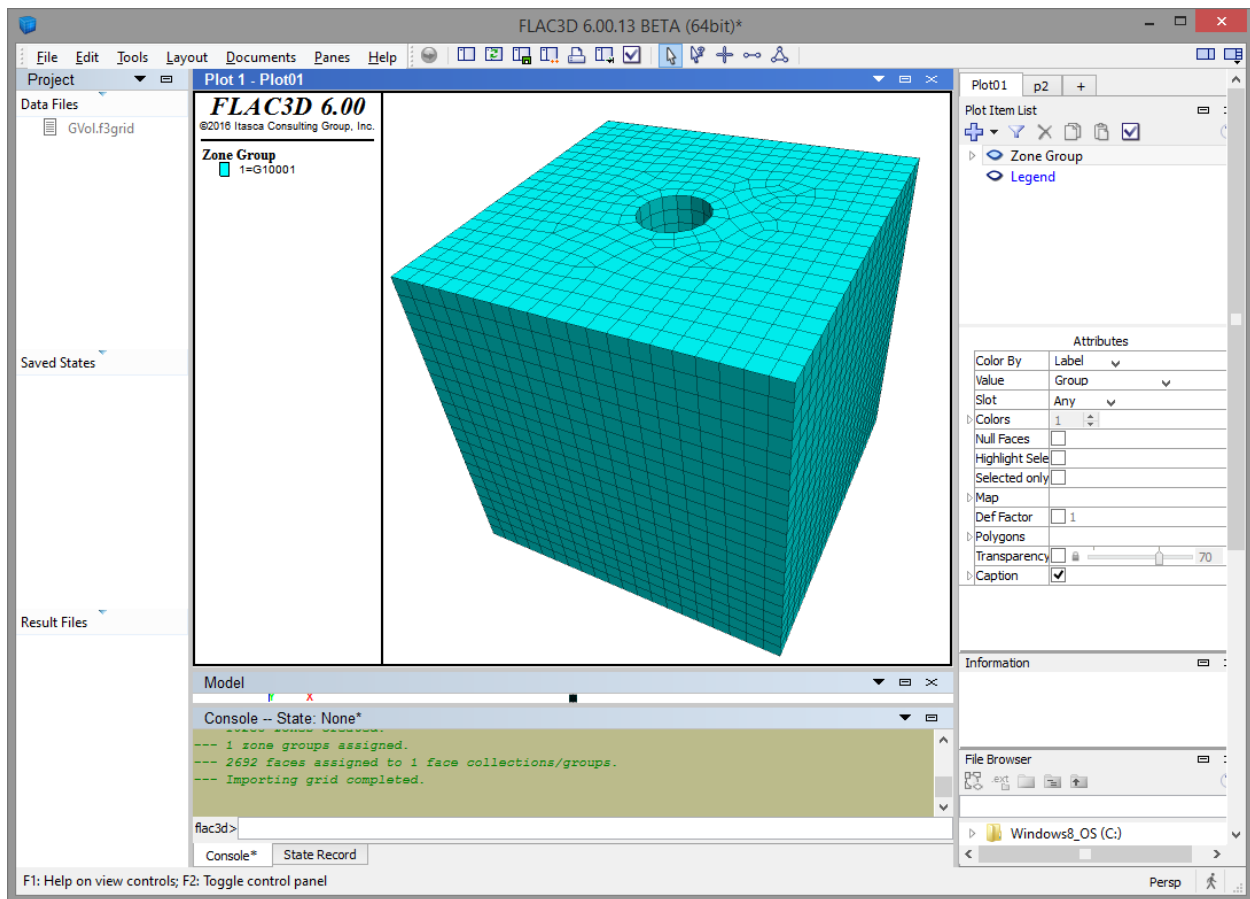 FLAC3D 6.00.13 BETA (64bit)*
File Edit Tools Layout Documents Panes Help
Project
Data Files
GVol.f3grid
Saved States
Result Files
Plot 1 - Plot01
FLAC3D 6.00
©2016 Itasca Consulting Group, Inc.
Zone Group
1=G10001
Model
Y X
Console -- State: None*
--- 1 zone groups assigned.
--- 2692 faces assigned to 1 face collections/groups.
--- Importing grid completed.
flac3d>
Console* State Record
Plot01 p2 +
Plot Item List
Zone Group
Legend
Attributes
Color By Label
Value Group
Slot Any
Colors 1
Null Faces
Highlight Sele
Selected only
Map
Def Factor 1
Polygons
Transparency 70
Caption
Information
File Browser
.ext
Windows8_OS (C:)
F1: Help on view controls; F2: Toggle control panel
Persp